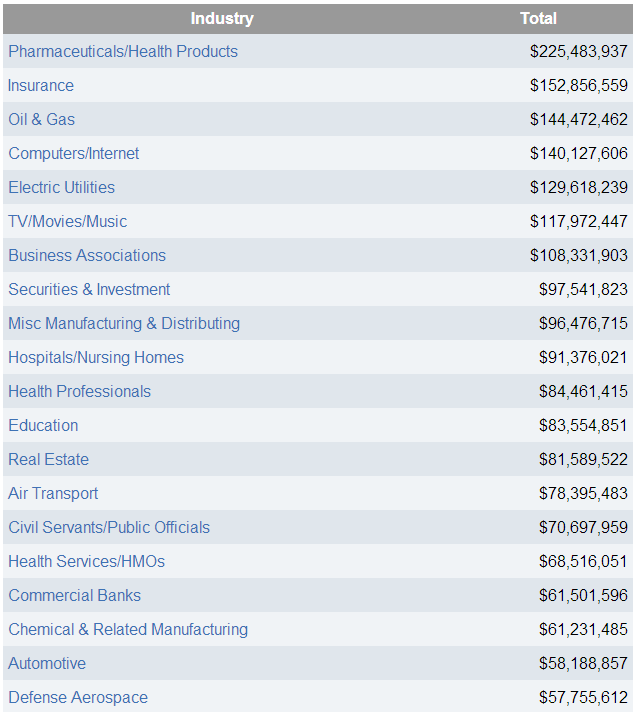 Industry Total
Pharmaceuticals/Health Products $225,483,937
Insurance $152,856,559
Oil & Gas $144,472,462
Computers/Internet $140,127,606
Electric Utilities $129,618,239
TV/Movies/Music $117,972,447
Business Associations $108,331,903
Securities & Investment $97,541,823
Misc Manufacturing & Distributing $96,476,715
Hospitals/Nursing Homes $91,376,021
Health Professionals $84,461,415
Education $83,554,851
Real Estate $81,589,522
Air Transport $78,395,483
Civil Servants/Public Officials $70,697,959
Health Services/HMOs $68,516,051
Commercial Banks $61,501,596
Chemical & Related Manufacturing $61,231,485
Automotive $58,188,857
Defense Aerospace $57,755,612